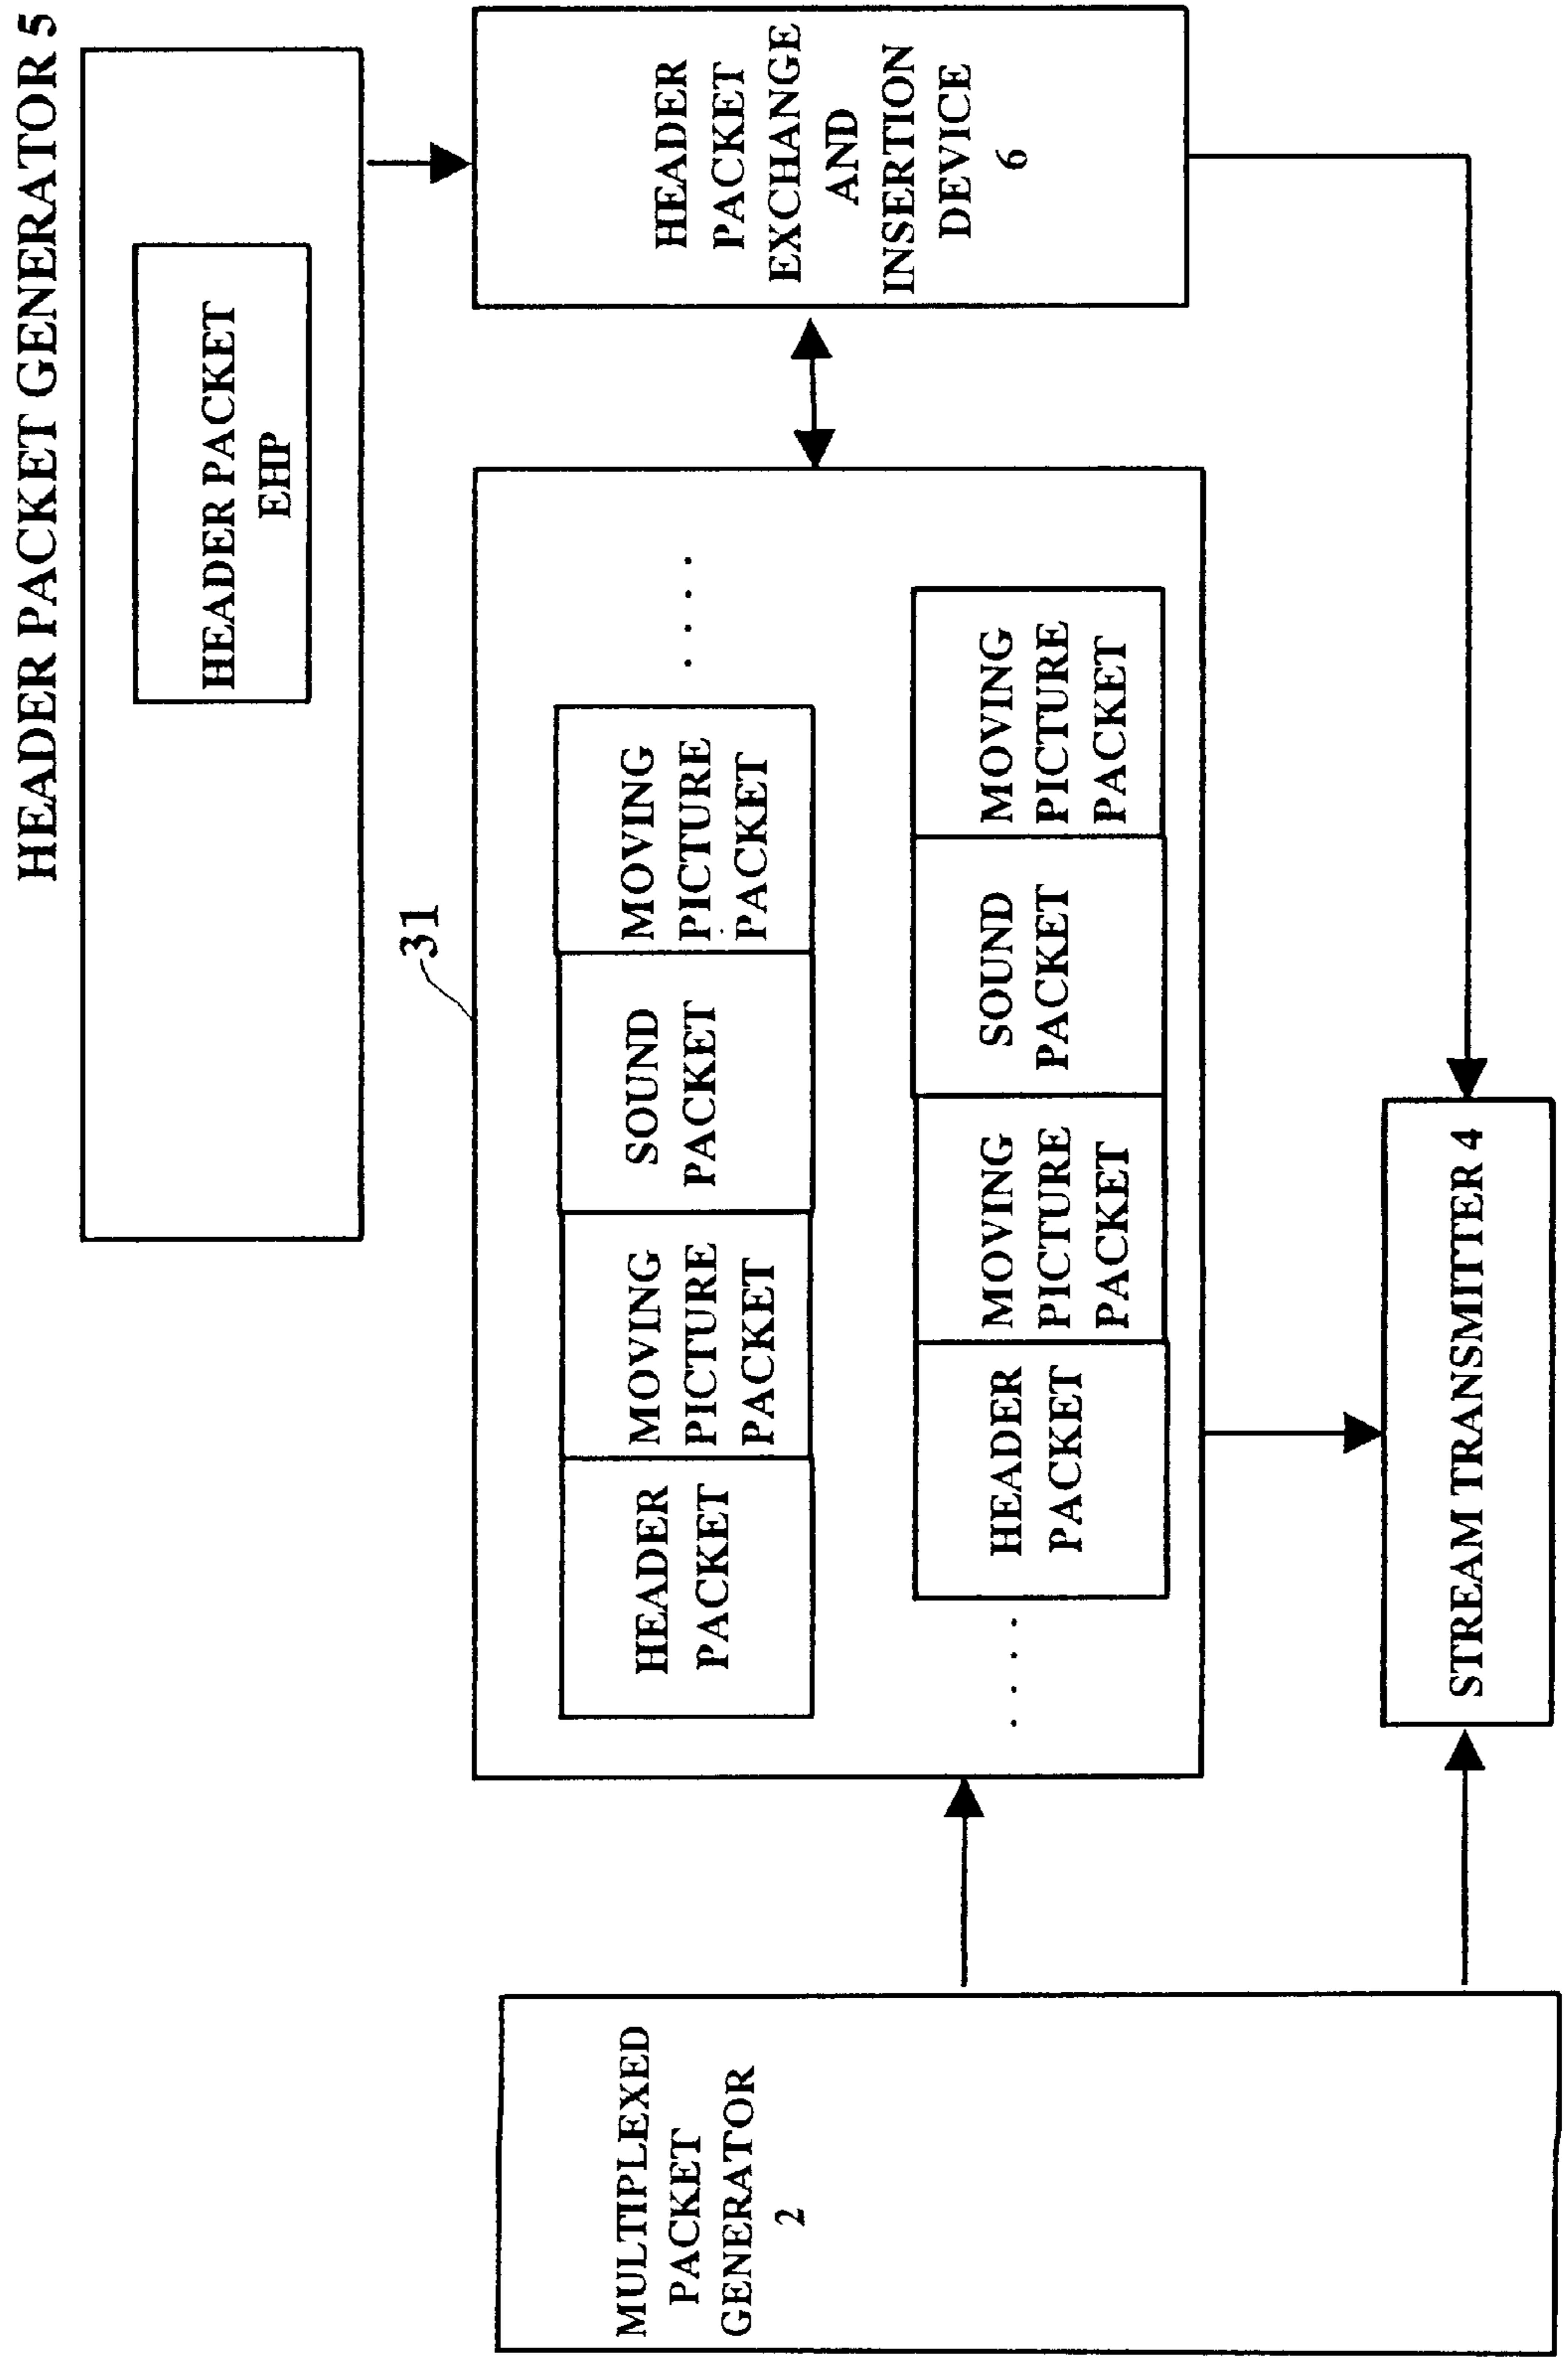 HEADER PACKET GENERATOR 5
HEADER PACKET
EHP
31
MULTIPLEXED
PACKET
GENERATOR
2
HEADER
PACKET
MOVING
PICTURE
PACKET
SOUND
PACKET
MOVING
PICTURE
PACKET
. . . .
. . . .
HEADER
PACKET
MOVING
PICTURE
PACKET
SOUND
PACKET
MOVING
PICTURE
PACKET
HEADER
PACKET
EXCHANGE
AND
INSERTION
DEVICE
6
STREAM TRANSMITTER 4